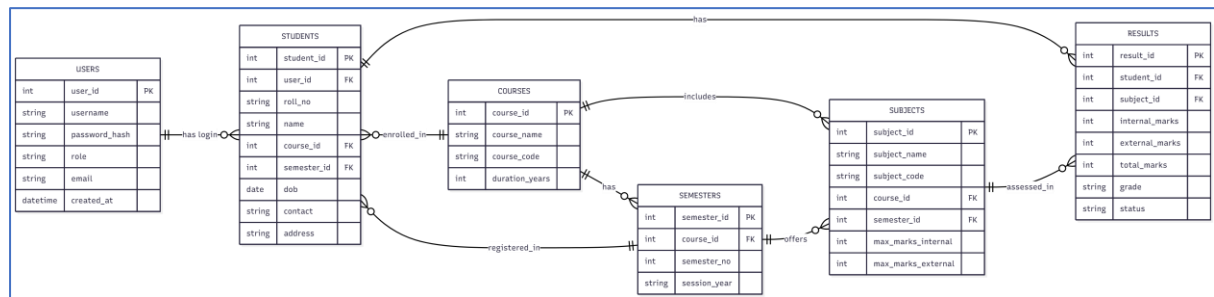 USERS
int user_id PK
string username
string password_hash
string role
string email
datetime created_at
has login
STUDENTS
int student_id PK
int user_id FK
string roll_no
string name
int course_id FK
int semester_id FK
date dob
string contact
string address
has
enrolled_in
registered_in
COURSES
int course_id PK
string course_name
string course_code
int duration_years
includes
has
SEMESTERS
int semester_id PK
int course_id FK
int semester_no
string session_year
offers
SUBJECTS
int subject_id PK
string subject_name
string subject_code
int course_id FK
int semester_id FK
int max_marks_internal
int max_marks_external
assessed_in
RESULTS
int result_id PK
int student_id FK
int subject_id FK
int internal_marks
int external_marks
int total_marks
string grade
string status